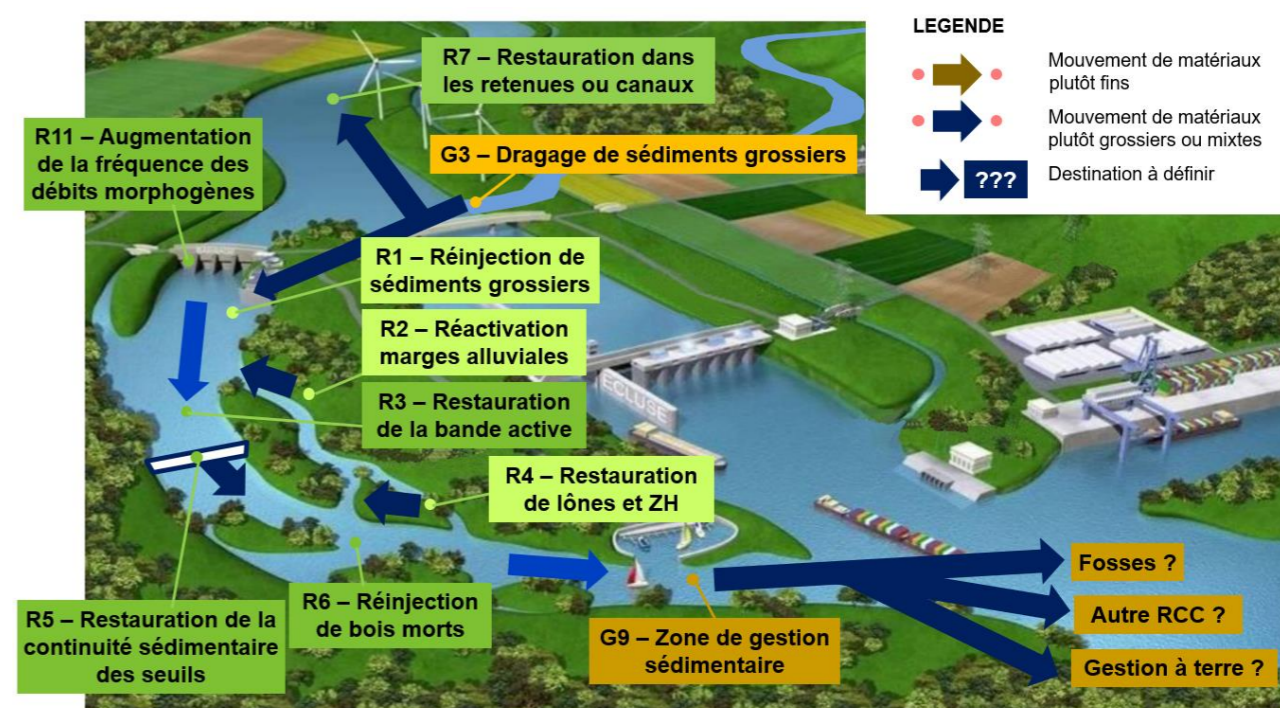 LEGENDE
Mouvement de matériaux
plutôt fins
Mouvement de matériaux
plutôt grossiers ou mixtes
???
Destination à définir
R7 – Restauration dans
les retenues ou canaux
R11 – Augmentation
de la fréquence des
débits morphogènes
G3 – Dragage de sédiments grossiers
R1 – Réinjection de
sédiments grossiers
R2 – Réactivation
marges alluviales
R3 – Restauration
de la bande active
ECLUSE
R4 – Restauration
de lônes et ZH
R5 – Restauration de la
continuité sédimentaire
des seuils
R6 – Réinjection
de bois morts
G9 – Zone de gestion
sédimentaire
Fosses ?
Autre RCC ?
Gestion à terre ?